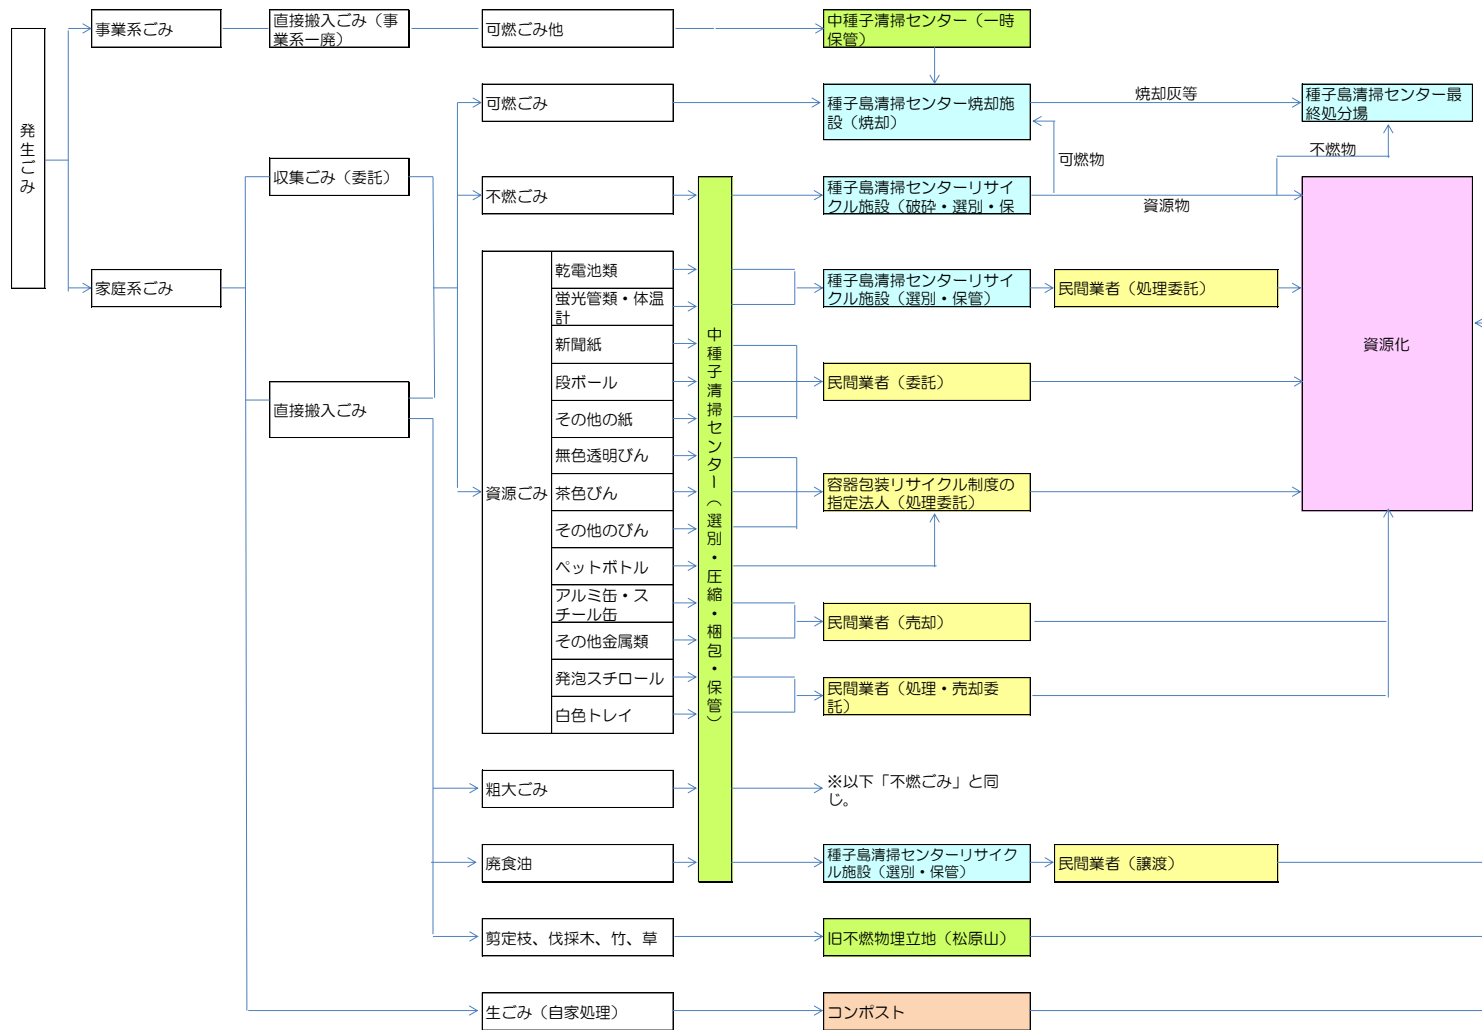 発生ごみ
事業系ごみ
直接搬入ごみ（事
業系一廃）
可燃ごみ他
中種子清掃センター（一時
保管）
可燃ごみ
種子島清掃センター焼却施
設（焼却）
焼却灰等
種子島清掃センター最
終処分場
可燃物
不燃物
収集ごみ（委託）
不燃ごみ
種子島清掃センターリサイ
クル施設（破砕・選別・保
資源物
家庭系ごみ
直接搬入ごみ
資源ごみ
乾電池類
蛍光管類・体温
計
新聞紙
段ボール
その他の紙
無色透明びん
茶色びん
その他のびん
ペットボトル
アルミ缶・ス
チール缶
その他金属類
発泡スチロール
白色トレイ
中種子清掃センター（選別・圧縮・梱包・保管）
種子島清掃センターリサイ
クル施設（選別・保管）
民間業者（処理委託）
資源化
民間業者（委託）
容器包装リサイクル制度の
指定法人（処理委託）
民間業者（売却）
民間業者（処理・売却委
託）
粗大ごみ
※以下「不燃ごみ」と同
じ。
廃食油
種子島清掃センターリサイク
ル施設（選別・保管）
民間業者（譲渡）
剪定枝、伐採木、竹、草
旧不燃物埋立地（松原山）
生ごみ（自家処理）
コンポスト